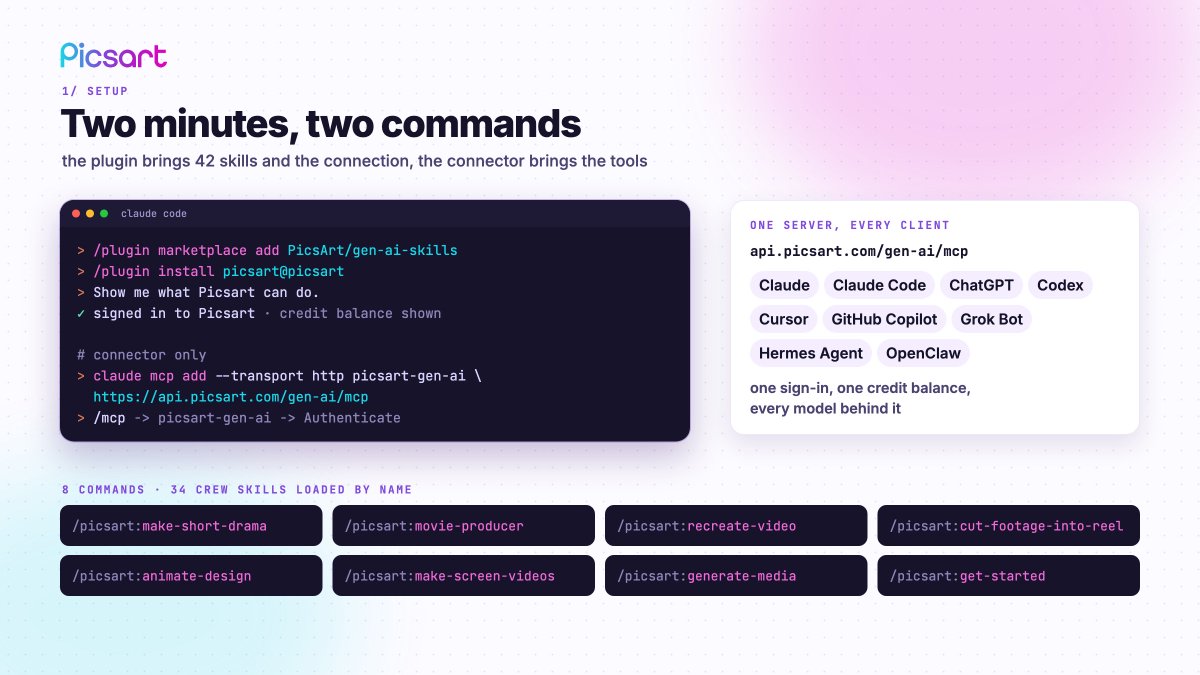 Picsart
1/ SETUP
Two minutes, two commands
the plugin brings 42 skills and the connection, the connector brings the tools
claude code
> /plugin marketplace add PicsArt/gen-ai-skills
> /plugin install picsart@picsart
> Show me what Picsart can do.
✓ signed in to Picsart · credit balance shown
# connector only
> claude mcp add --transport http picsart-gen-ai \
https://api.picsart.com/gen-ai/mcp
> /mcp -> picsart-gen-ai -> Authenticate
ONE SERVER, EVERY CLIENT
api.picsart.com/gen-ai/mcp
Claude Claude Code ChatGPT Codex
Cursor GitHub Copilot Grok Bot
Hermes Agent OpenClaw
one sign-in, one credit balance,
every model behind it
8 COMMANDS · 34 CREW SKILLS LOADED BY NAME
/picsart:make-short-drama /picsart:movie-producer /picsart:recreate-video /picsart:cut-footage-into-reel
/picsart:animate-design /picsart:make-screen-videos /picsart:generate-media /picsart:get-started